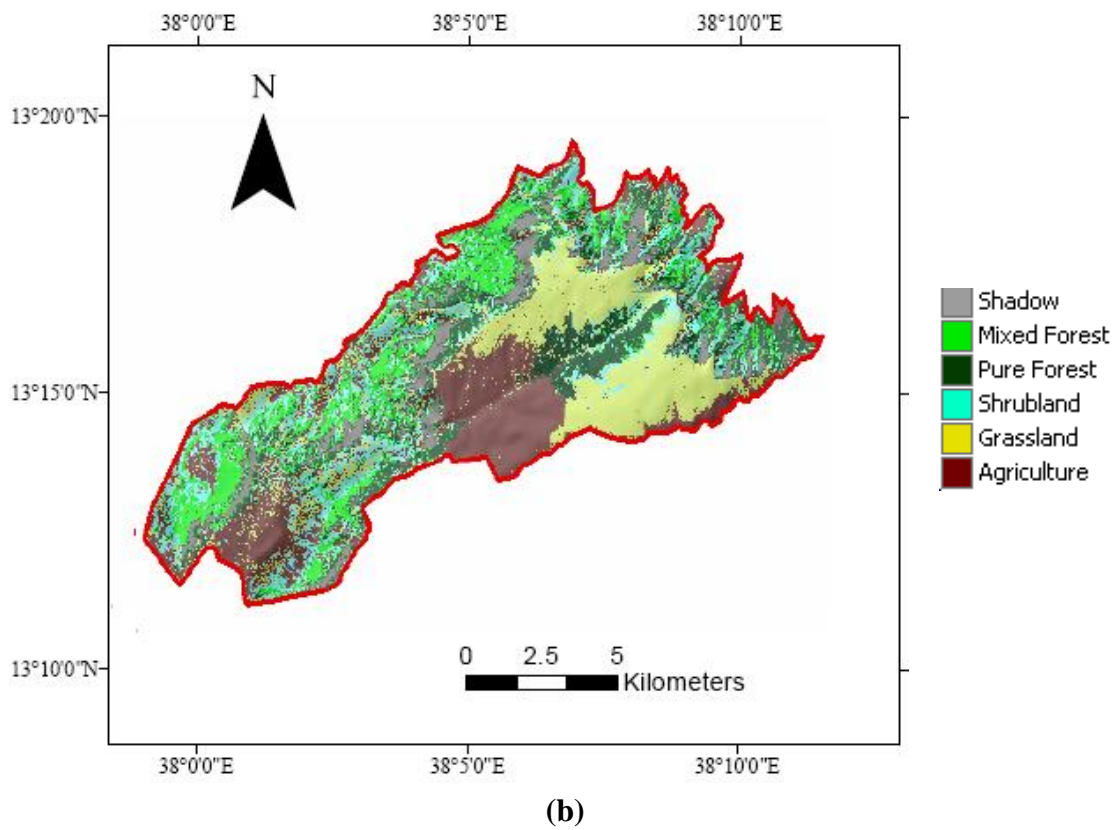 38°0'0"E 38°5'0"E 38°10'0"E
N
13°20'0"N
13°15'0"N
13°10'0"N
Shadow
Mixed Forest
Pure Forest
Shrubland
Grassland
Agriculture
0 2.5 5
Kilometers
38°0'0"E 38°5'0"E 38°10'0"E
(b)